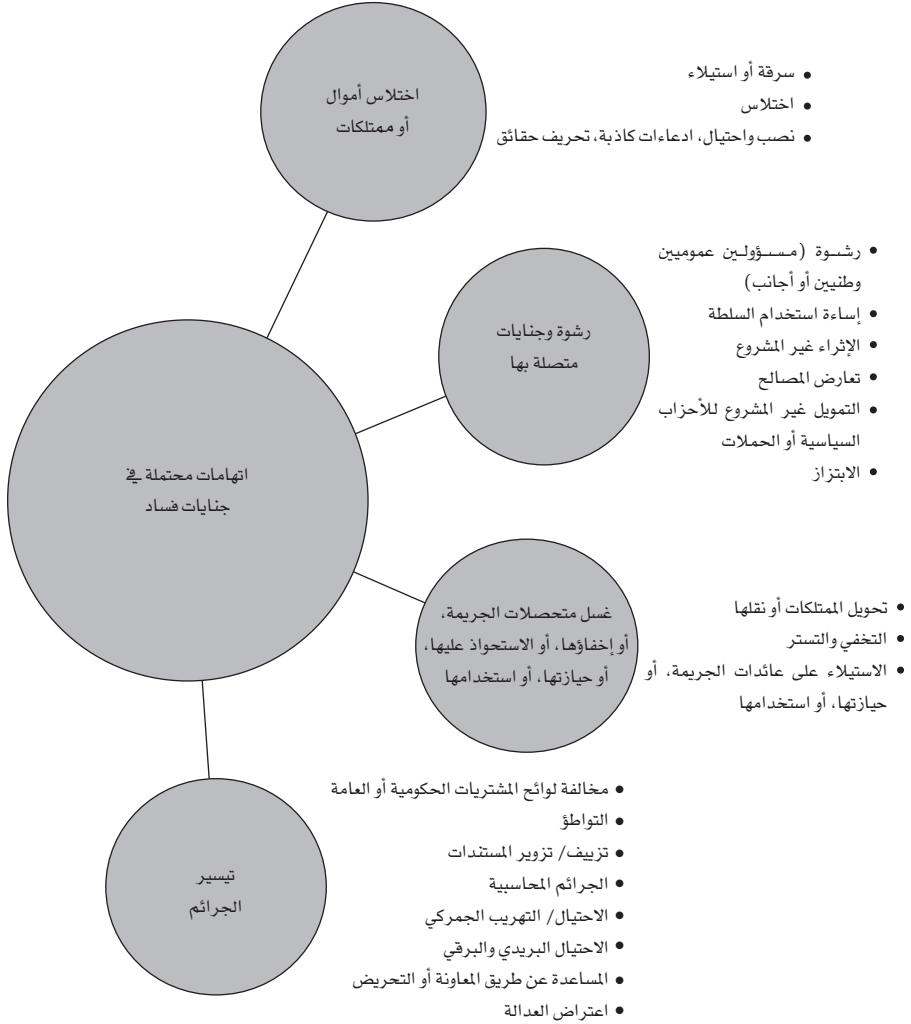 اختلاس أموال
أو ممتلكات
• سرقة أو استيلاء
• اختلاس
• نصب واحتيال، ادعاءات كاذبة، تحريف حقائق
رشوة وجنايات
متصلة بها
• رشوة (مسؤولين عموميين
وطنيين أو أجانب)
• إساءة استخدام السلطة
• الإثراء غير المشروع
• تعارض المصالح
• التمويل غير المشروع للأحزاب
السياسية أو الحملات
• الابتزاز
اتهامات محتملة في
جنايات فساد
غسل متحصلات الجريمة،
أو إخفاؤها، أو الاستحواذ عليها،
أو حيازتها، أو استخدامها
• تحويل الممتلكات أو نقلها
• التخفي والتستر
• الاستيلاء على عائدات الجريمة، أو
حيازتها، أو استخدامها
تيسير
الجرائم
• مخالفة لوائح المشتريات الحكومية أو العامة
• التواطؤ
• تزييف/ تزوير المستندات
• الجرائم المحاسبية
• الاحتيال/ التهريب الجمركي
• الاحتيال البريدي والبرقي
• المساعدة عن طريق المعاونة أو التحريض
• اعتراض العدالة